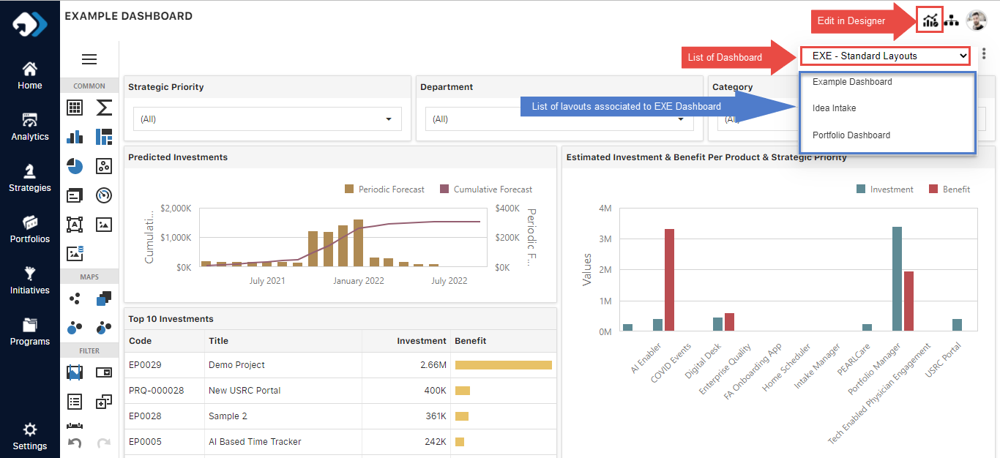 EXAMPLE DASHBOARD
Edit in Designer
List of Dashboard
EXE - Standard Layouts
Example Dashboard
Idea Intake
Portfolio Dashboard
List of lavouts associated to EXE Dashboard
Home
Analytics
Strategies
Portfolios
Initiatives
Programs
Settings
COMMON
MAPS
FILTER
Strategic Priority
(All)
Department
(All)
Category
(All
Predicted Investments
Periodic Forecast
Cumulative Forecast
Cumulati...
$2,000K
$1,000K
$0K
$400K
$200K
$0K
Periodic F...
July 2021
January 2022
July 2022
Top 10 Investments
Code Title Investment Benefit
EP0029 Demo Project 2.66M
PRQ-000028 New USRC Portal 400K
EP0028 Sample 2 361K
EP0005 AI Based Time Tracker 242K
Estimated Investment & Benefit Per Product & Strategic Priority
Investment
Benefit
Values
4M
3M
2M
1M
0M
AI Enabler
COVID Events
Digital Desk
Enterprise Quality
FA Onboarding App
Home Scheduler
Intake Manager
PEARLCare
Portfolio Manager
Tech Enabled Physician Engagement
USRC Portal